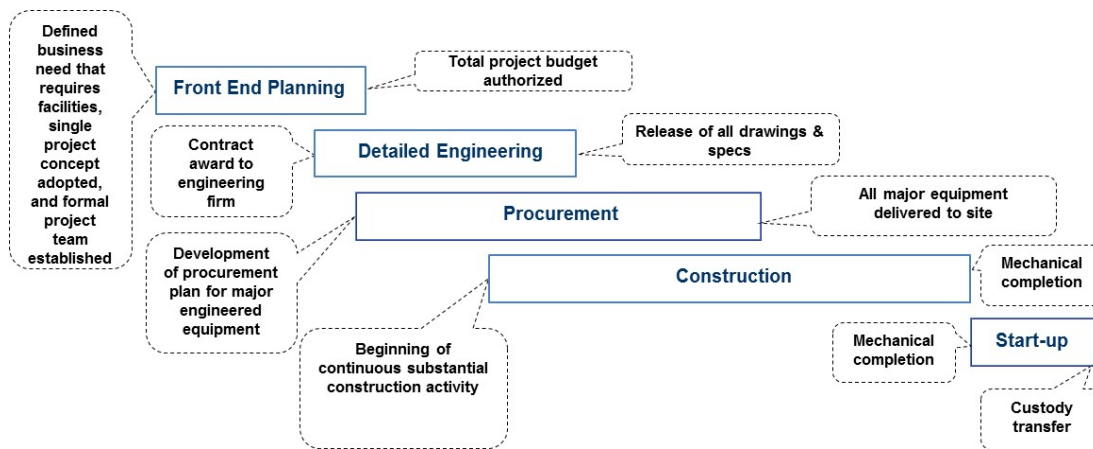 Defined
business
need that
requires
facilities,
single
project
concept
adopted, and
formal
project
team
established
Front End Planning
Total project budget
authorized
Contract
award to
engineering
firm
Detailed Engineering
Release of all drawings &
specs
Development
of procurement
plan for major
engineered
equipment
Procurement
All major equipment
delivered to site
Beginning of
continuous substantial
construction activity
Construction
Mechanical
completion
Mechanical
completion
Start-up
Custody
transfer